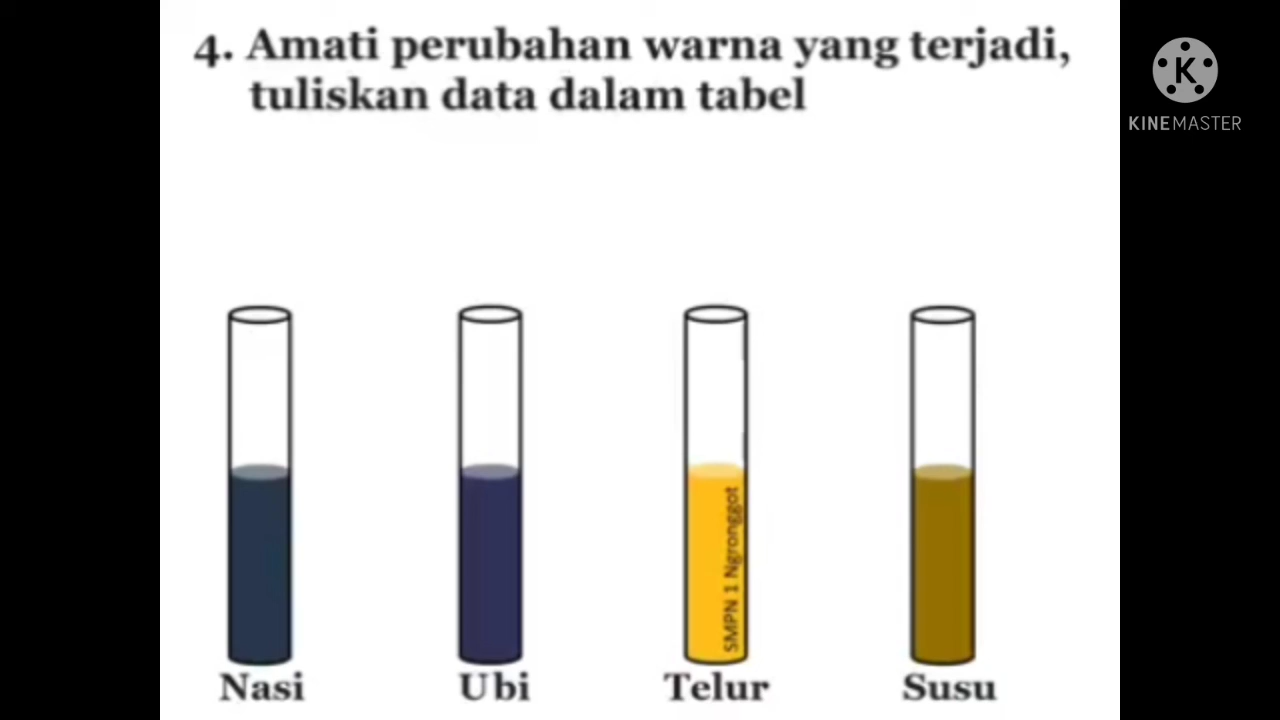 4. Amati perubahan warna yang terjadi,
tuliskan data dalam tabel
K
KINEMASTER
SMPN 1 Ngronggot
Nasi
Ubi
Telur
Susu